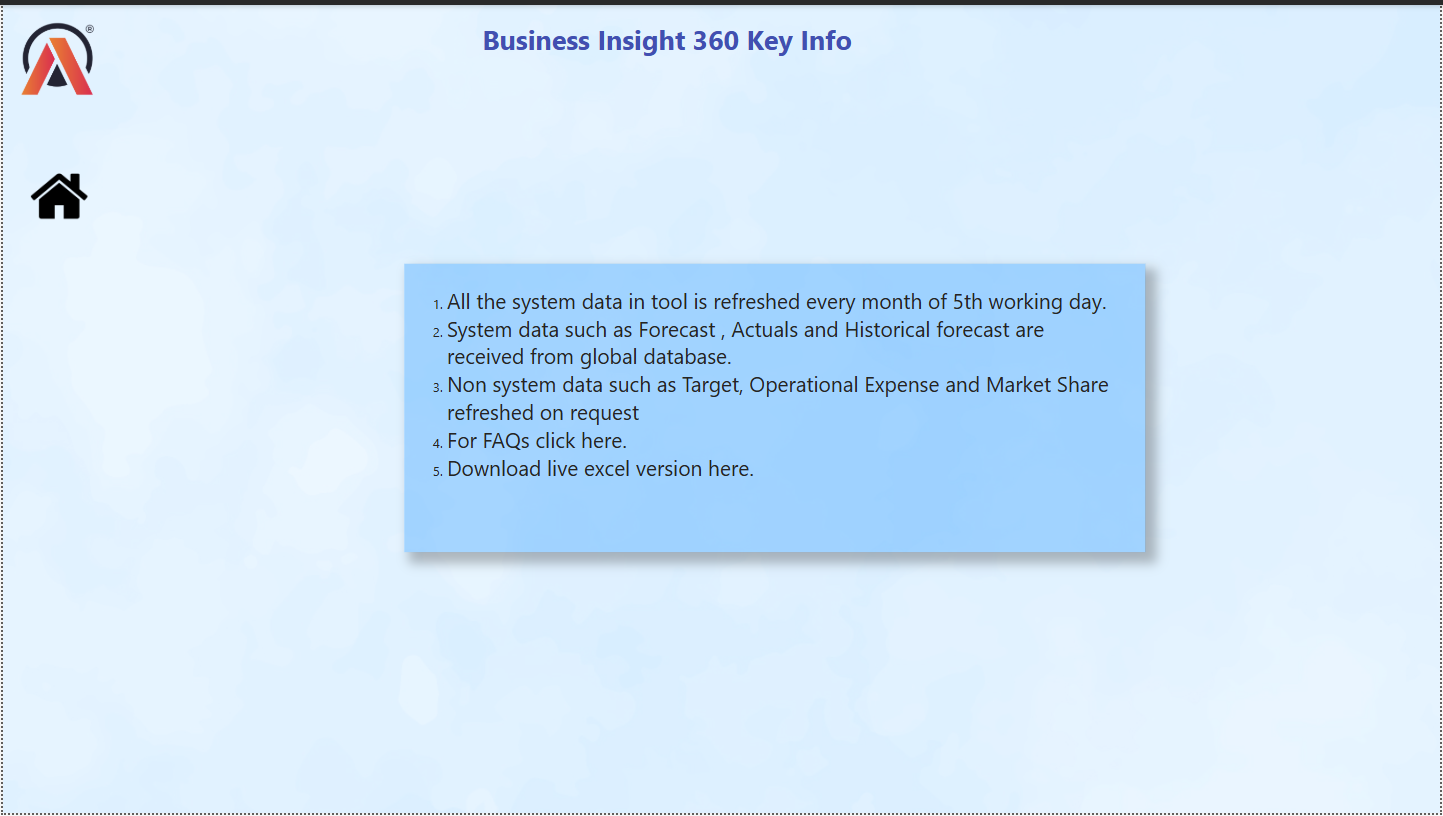 ®
Business Insight 360 Key Info
1. All the system data in tool is refreshed every month of 5th working day.
2. System data such as Forecast , Actuals and Historical forecast are
received from global database.
3. Non system data such as Target, Operational Expense and Market Share
refreshed on request
4. For FAQs click here.
5. Download live excel version here.